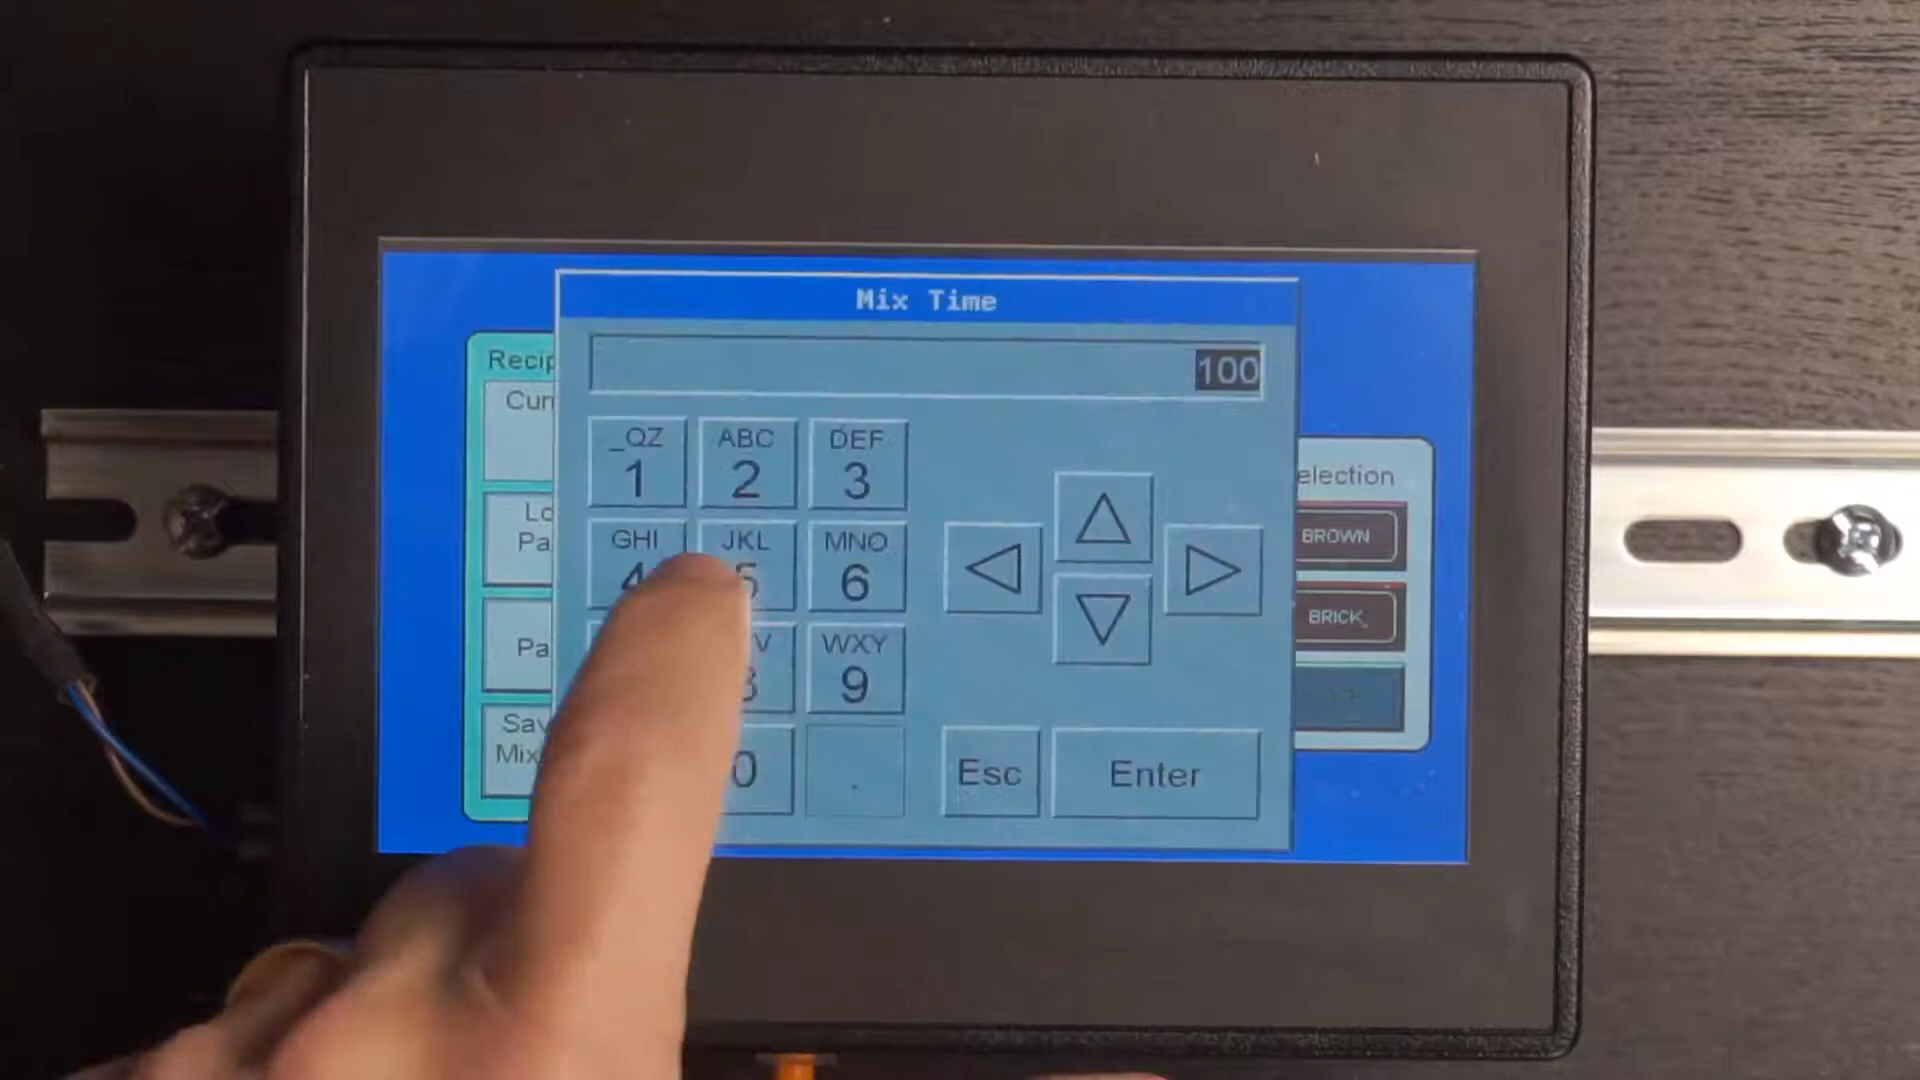 Mix Time
100
Recip
Curr
Lo
Pa
Pa
Sav
Mix
_QZ
1
ABC
2
DEF
3
GHI
4
JKL
5
MNO
6
V
8
WXY
9
0
.
Esc
Enter
election
BROWN
BRICK